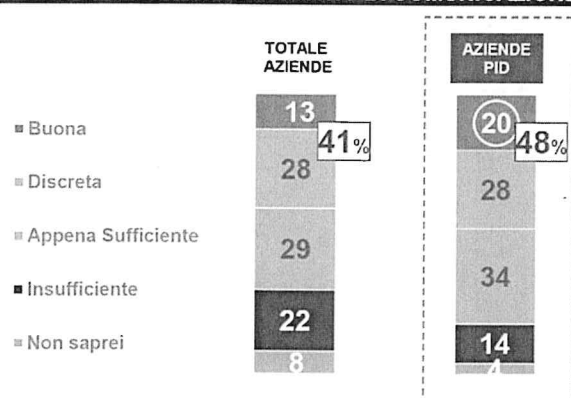 TOTALE
AZIENDE
AZIENDE
PID
Buona
Discreta
Appena Sufficiente
Insufficiente
Non saprei
13
41%
28
29
22
8
20
48%
28
34
14
4